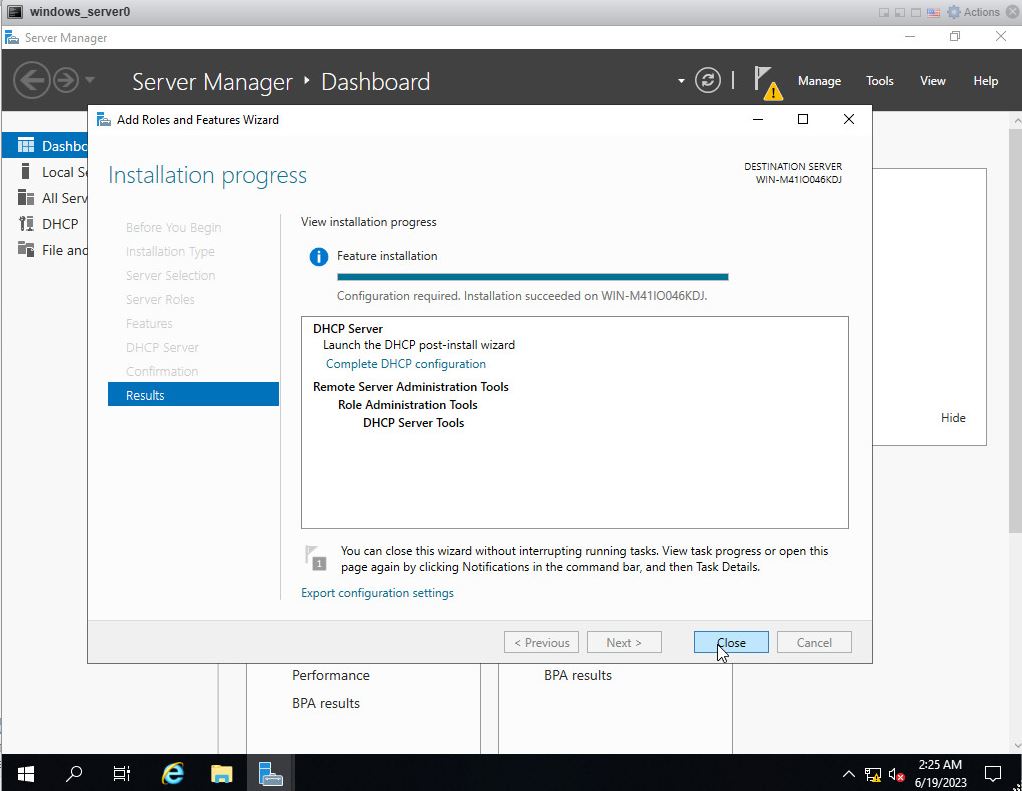 windows_server0
Actions
Server Manager
Server Manager • Dashboard
Manage Tools View Help
Add Roles and Features Wizard
Dashbo
Local Se
All Serv
DHCP
File and
Installation progress
DESTINATION SERVER
WIN-M41IO046KDJ
Before You Begin
Installation Type
Server Selection
Server Roles
Features
DHCP Server
Confirmation
Results
View installation progress
Feature installation
Configuration required. Installation succeeded on WIN-M41IO046KDJ.
DHCP Server
Launch the DHCP post-install wizard
Complete DHCP configuration
Remote Server Administration Tools
Role Administration Tools
DHCP Server Tools
Hide
1
You can close this wizard without interrupting running tasks. View task progress or open this
page again by clicking Notifications in the command bar, and then Task Details.
Export configuration settings
< Previous
Next >
Close
Cancel
Performance
BPA results
BPA results
2:25 AM
6/19/2023